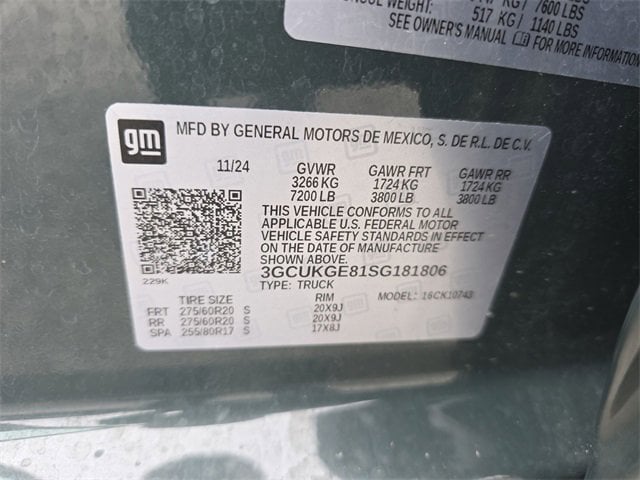 KG / 7600 LBS
WEIGHT: 517 KG / 1140 LBS
SEE OWNER'S MANUAL FOR MORE INFORMATION
gm
MFD BY GENERAL MOTORS DE MEXICO, S. DE R.L. DE C.V.
11/24 GVWR GAWR FRT GAWR RR
3266 KG 1724 KG 1724 KG
7200 LB 3800 LB 3800 LB
THIS VEHICLE CONFORMS TO ALL
APPLICABLE U.S. FEDERAL MOTOR
VEHICLE SAFETY STANDARDS IN EFFECT
ON THE DATE OF MANUFACTURE
SHOWN ABOVE.
229K 3GCUKGE81SG181806
TYPE: TRUCK MODEL: 16CK10743
TIRE SIZE RIM
FRT 275/60R20 S 20X9J
RR 275/60R20 S 20X9J
SPA 255/80R17 S 17X8J